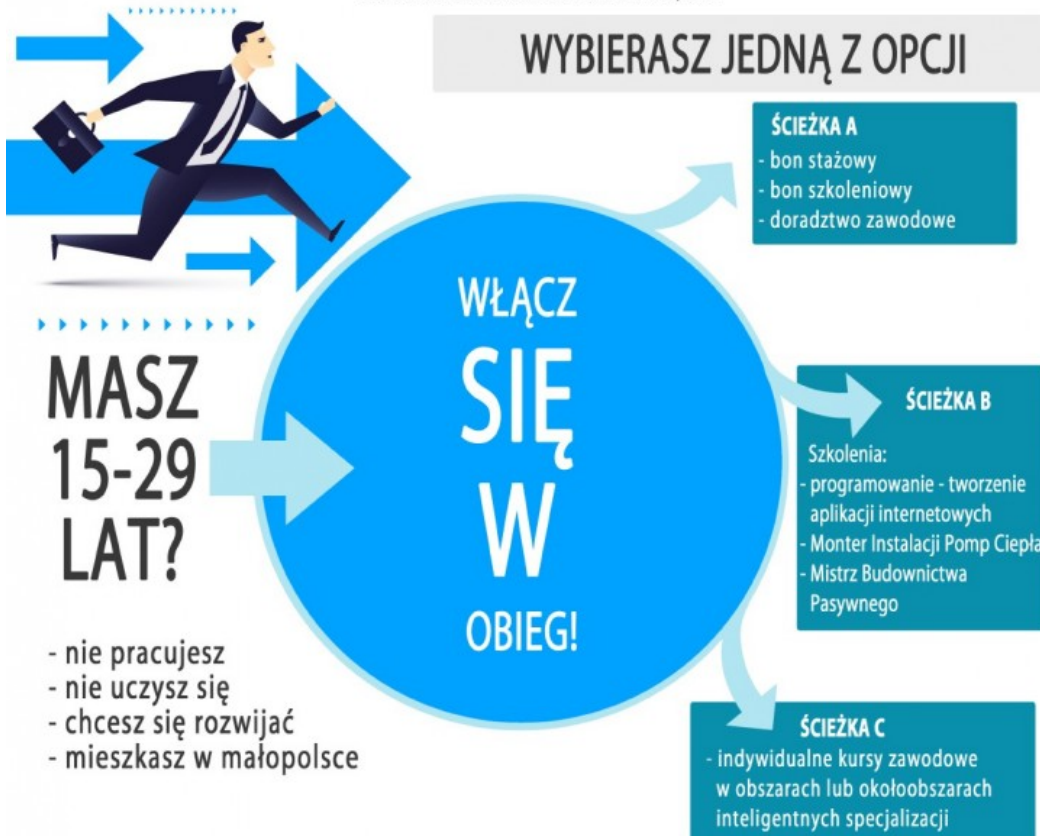 WYBIERASZ JEDNĄ Z OPCJI
ŚCIEŻKA A
- bon stażowy
- bon szkoleniowy
- doradztwo zawodowe
WŁĄCZ
SIĘ
W
OBIEG!
MASZ
15-29
LAT?
- nie pracujesz
- nie uczysz się
- chcesz się rozwijać
- mieszkasz w małopolsce
ŚCIEŻKA B
Szkolenia:
- programowanie - tworzenie
aplikacji internetowych
- Monter Instalacji Pomp Ciepła
- Mistrz Budownictwa
Pasywnego
ŚCIEŻKA C
- indywidualne kursy zawodowe
w obszarach lub okołoobszarach
inteligentnych specjalizacji